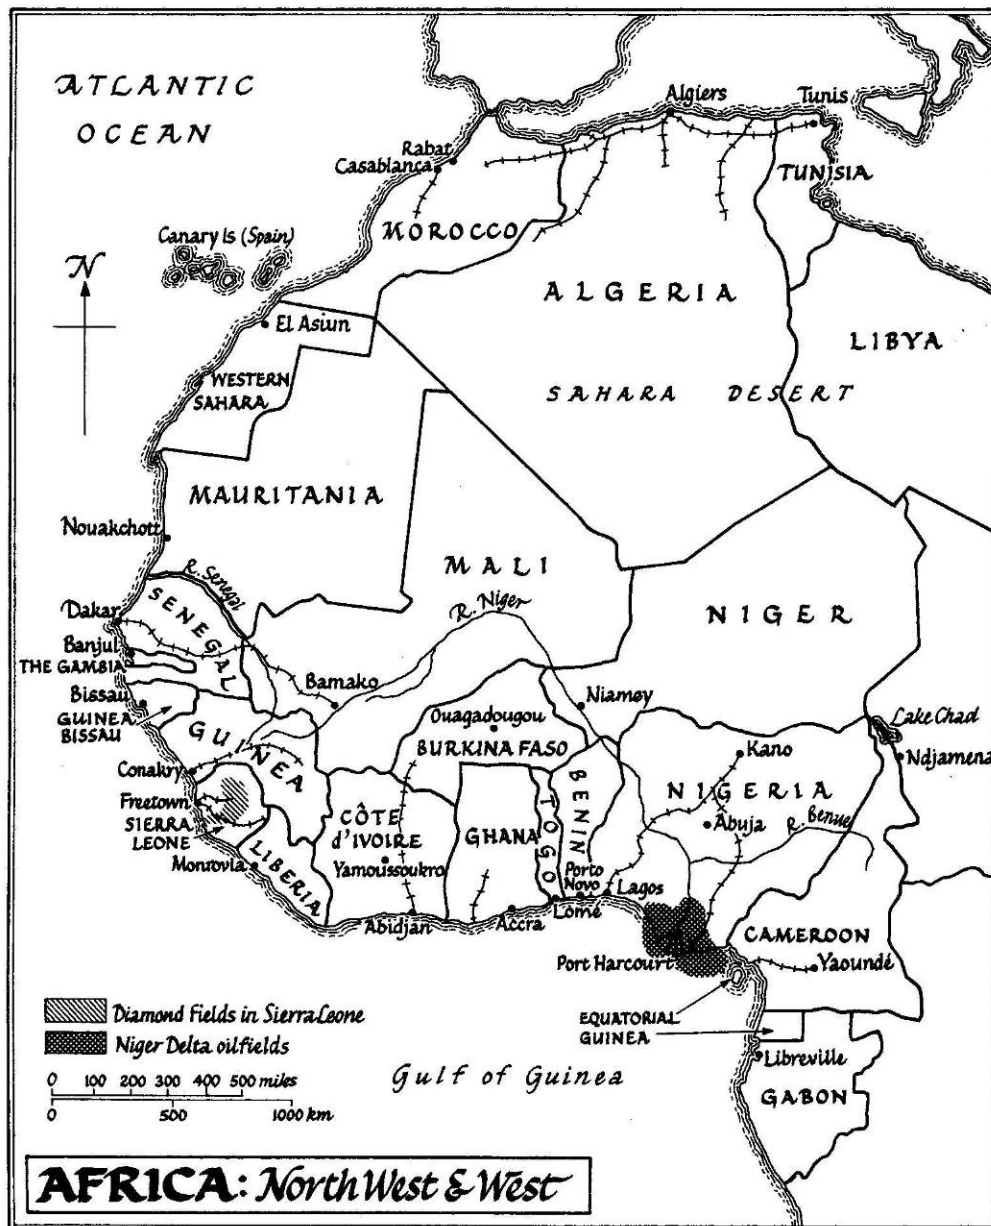 ATLANTIC
OCEAN
Algiers
Tunis
Rabat
Casablanca
TUNISIA
MOROCCO
Canary Is (Spain)
N
ALGERIA
El Asiun
LIBYA
WESTERN
SAHARA
SAHARA DESERT
MAURITANIA
Nouakchott
MALI
R. Senegal
R. Niger
NIGER
Dakar
SENEGAL
Banjul
THE GAMBIA
Bamako
Niamey
Bissau
GUINEA
BISSAU
Ouagadougou
BURKINA FASO
Lake Chad
GUINEA
Kano
Ndjamena
Conakry
NIGERIA
BENIN
Freetown
SIERRA
LEONE
CÔTE
d'IVOIRE
GHANA
TOGO
Abuja
R. Benue
Monrovia
LIBERIA
Yamoussoukro
Porto
Novo
Lagos
Abidjan
Accra
Lomé
CAMEROON
Port Harcourt
Yaoundé
Diamond Fields in Sierra Leone
Niger Delta oilfields
EQUATORIAL
GUINEA
Libreville
0 100 200 300 400 500 miles
0 500 1000 km
Gulf of Guinea
GABON
AFRICA: North West & West